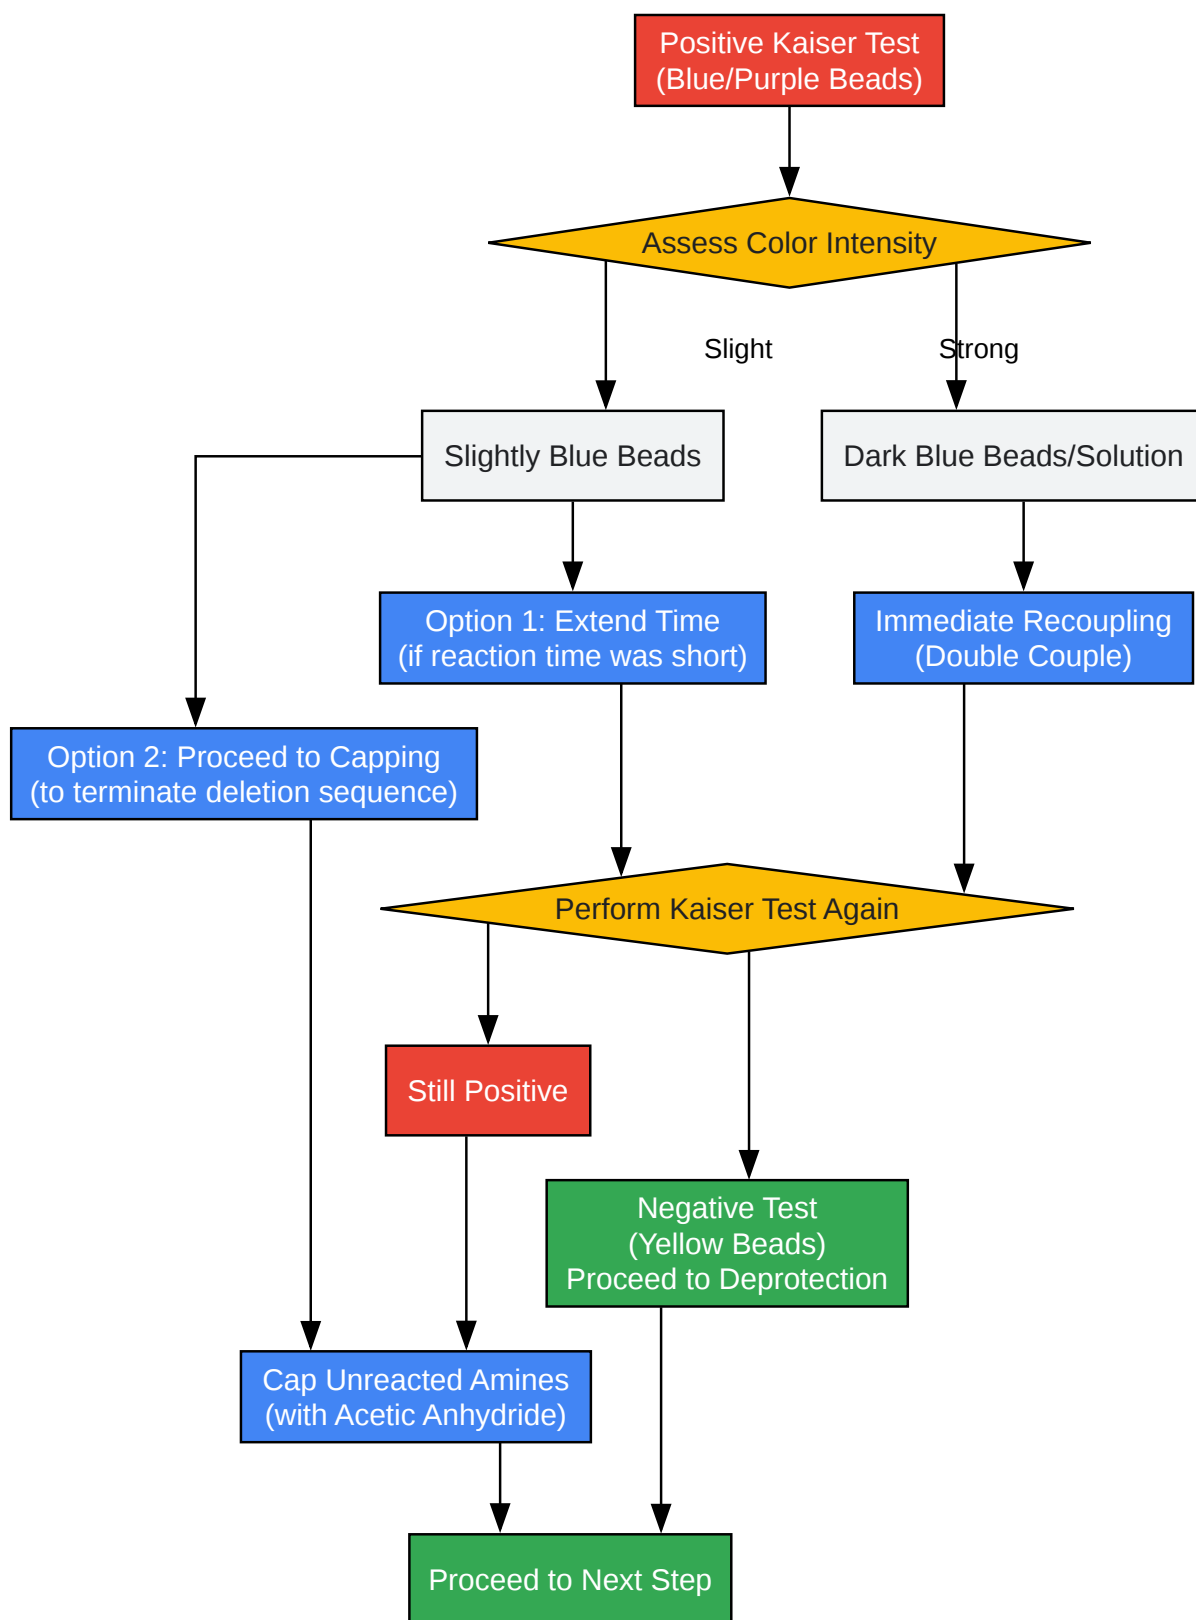 Positive Kaiser Test
(Blue/Purple Beads)
Assess Color Intensity
Slight
Strong
Slightly Blue Beads
Dark Blue Beads/Solution
Option 1: Extend Time
(if reaction time was short)
Immediate Recoupling
(Double Couple)
Option 2: Proceed to Capping
(to terminate deletion sequence)
Perform Kaiser Test Again
Still Positive
Negative Test
(Yellow Beads)
Proceed to Deprotection
Cap Unreacted Amines
(with Acetic Anhydride)
Proceed to Next Step